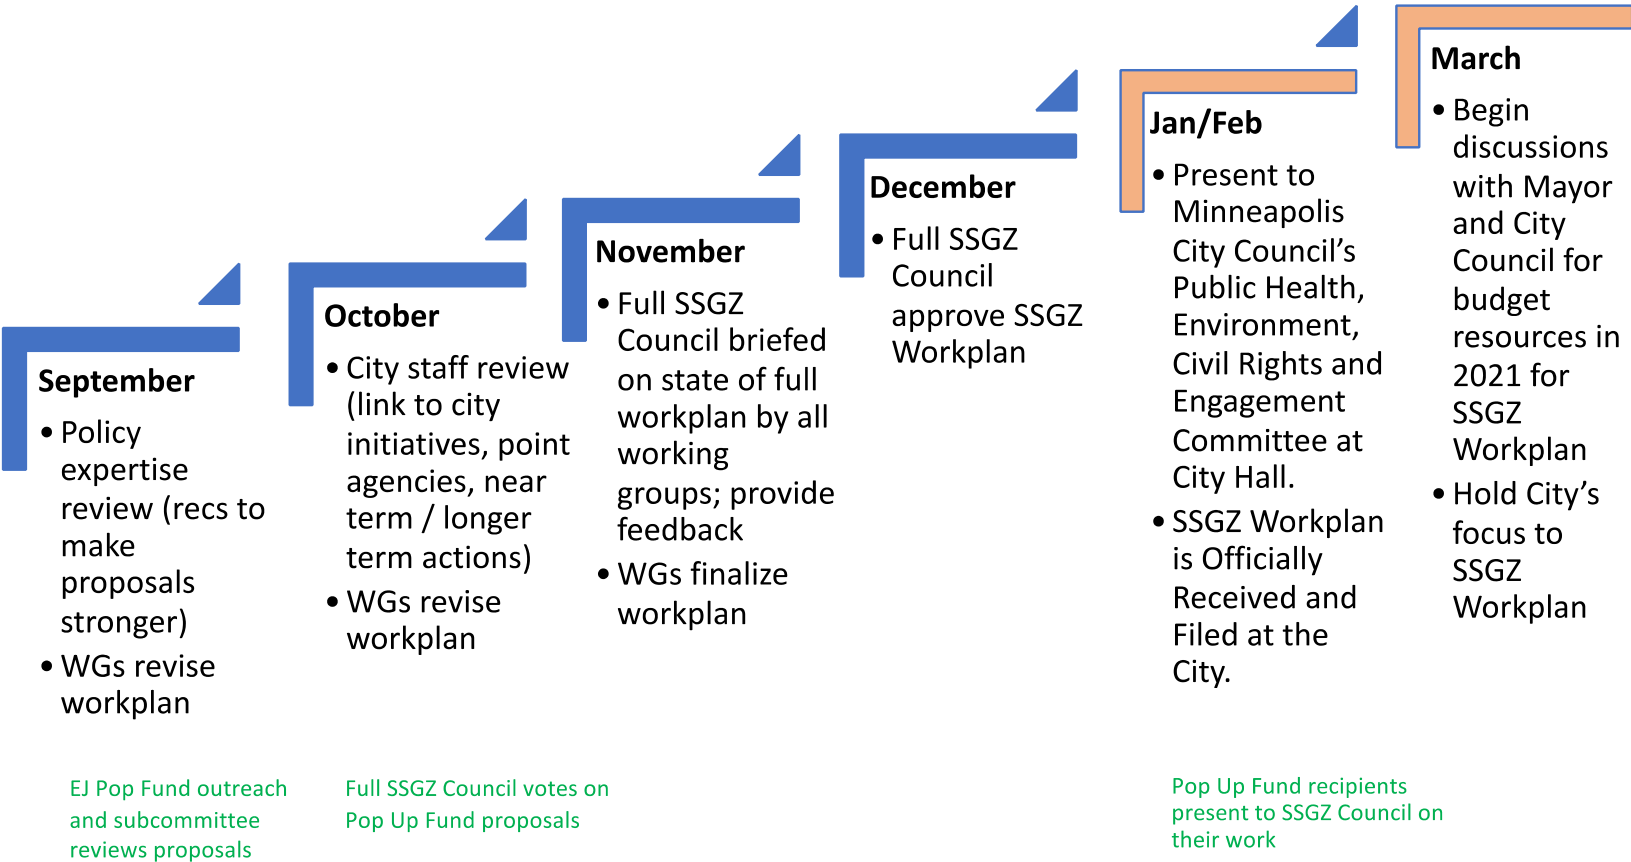 September
• Policy
expertise
review (recs to
make
proposals
stronger)
• WGs revise
workplan
October
• City staff review
(link to city
initiatives, point
agencies, near
term / longer
term actions)
• WGs revise
workplan
November
• Full SSGZ
Council briefed
on state of full
workplan by all
working
groups; provide
feedback
• WGs finalize
workplan
December
• Full SSGZ
Council
approve SSGZ
Workplan
Jan/Feb
• Present to
Minneapolis
City Council’s
Public Health,
Environment,
Civil Rights and
Engagement
Committee at
City Hall.
• SSGZ Workplan
is Officially
Received and
Filed at the
City.
March
• Begin
discussions
with Mayor
and City
Council for
budget
resources in
2021 for
SSGZ
Workplan
• Hold City’s
focus to
SSGZ
Workplan
EJ Pop Fund outreach
and subcommittee
reviews proposals
Full SSGZ Council votes on
Pop Up Fund proposals
Pop Up Fund recipients
present to SSGZ Council on
their work